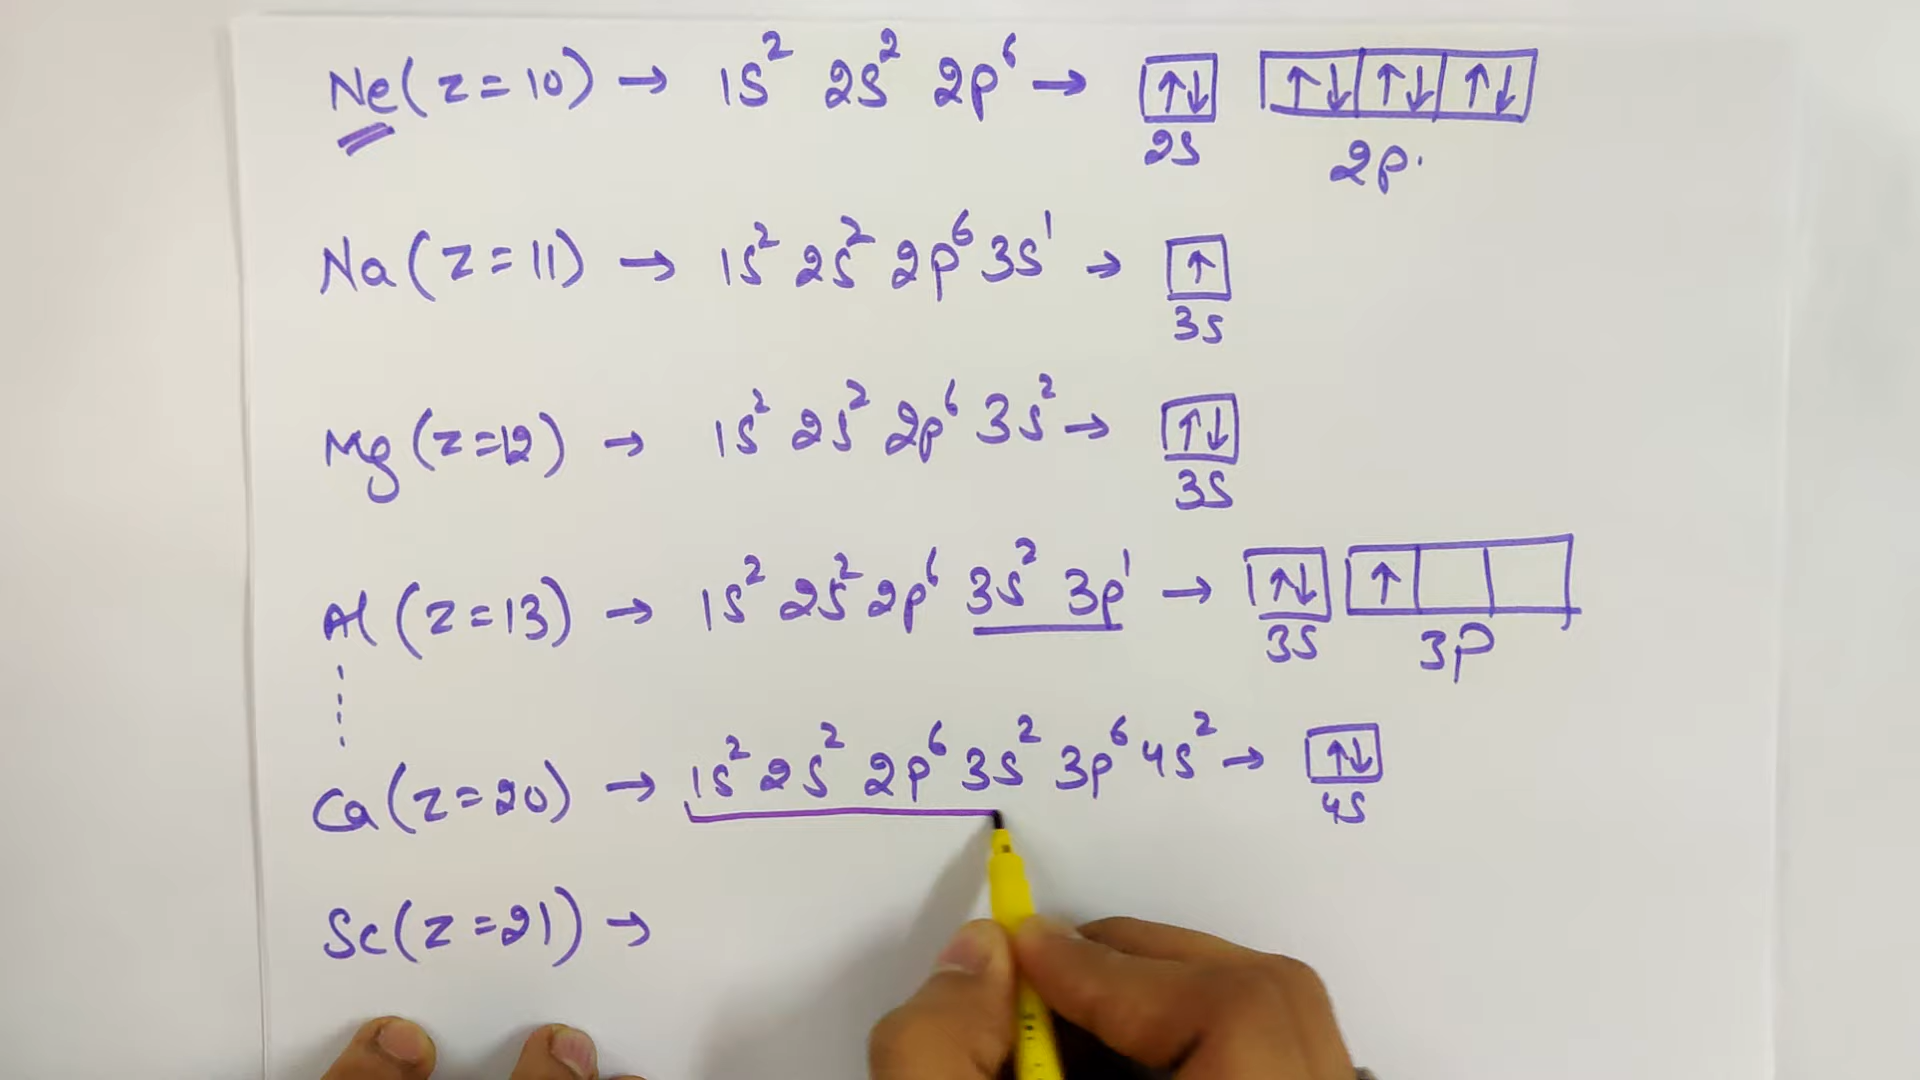 Ne(z=10) → 1s² 2s² 2p⁶ → ↑↓ ↑↓ ↑↓ ↑↓
2s 2p.
Na(z=11) → 1s² 2s² 2p⁶ 3s¹ → ↑
3s
Mg(z=12) → 1s² 2s² 2p⁶ 3s² → ↑↓
3s
Al(z=13) → 1s² 2s² 2p⁶ 3s² 3p¹ → ↑↓ ↑
3s 3p
Ca(z=20) → 1s² 2s² 2p⁶ 3s² 3p⁶ 4s² → ↑↓
4s
Sc(z=21) →